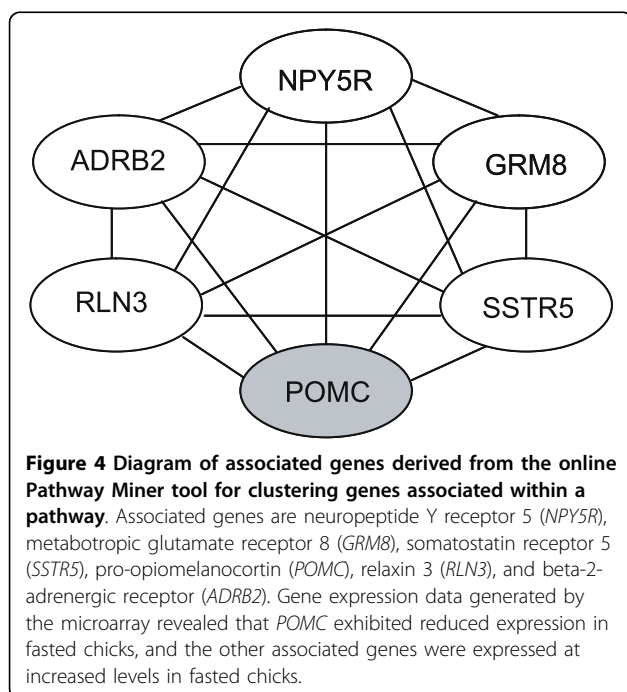 NPY5R
ADRB2
GRM8
RLN3
SSTR5
POMC
Figure 4 Diagram of associated genes derived from the online
Pathway Miner tool for clustering genes associated within a
pathway. Associated genes are neuropeptide Y receptor 5 (NPY5R),
metabotropic glutamate receptor 8 (GRM8), somatostatin receptor 5
(SSTR5), pro-opiomelanocortin (POMC), relaxin 3 (RLN3), and beta-2-
adrenergic receptor (ADRB2). Gene expression data generated by
the microarray revealed that POMC exhibited reduced expression in
fasted chicks, and the other associated genes were expressed at
increased levels in fasted chicks.